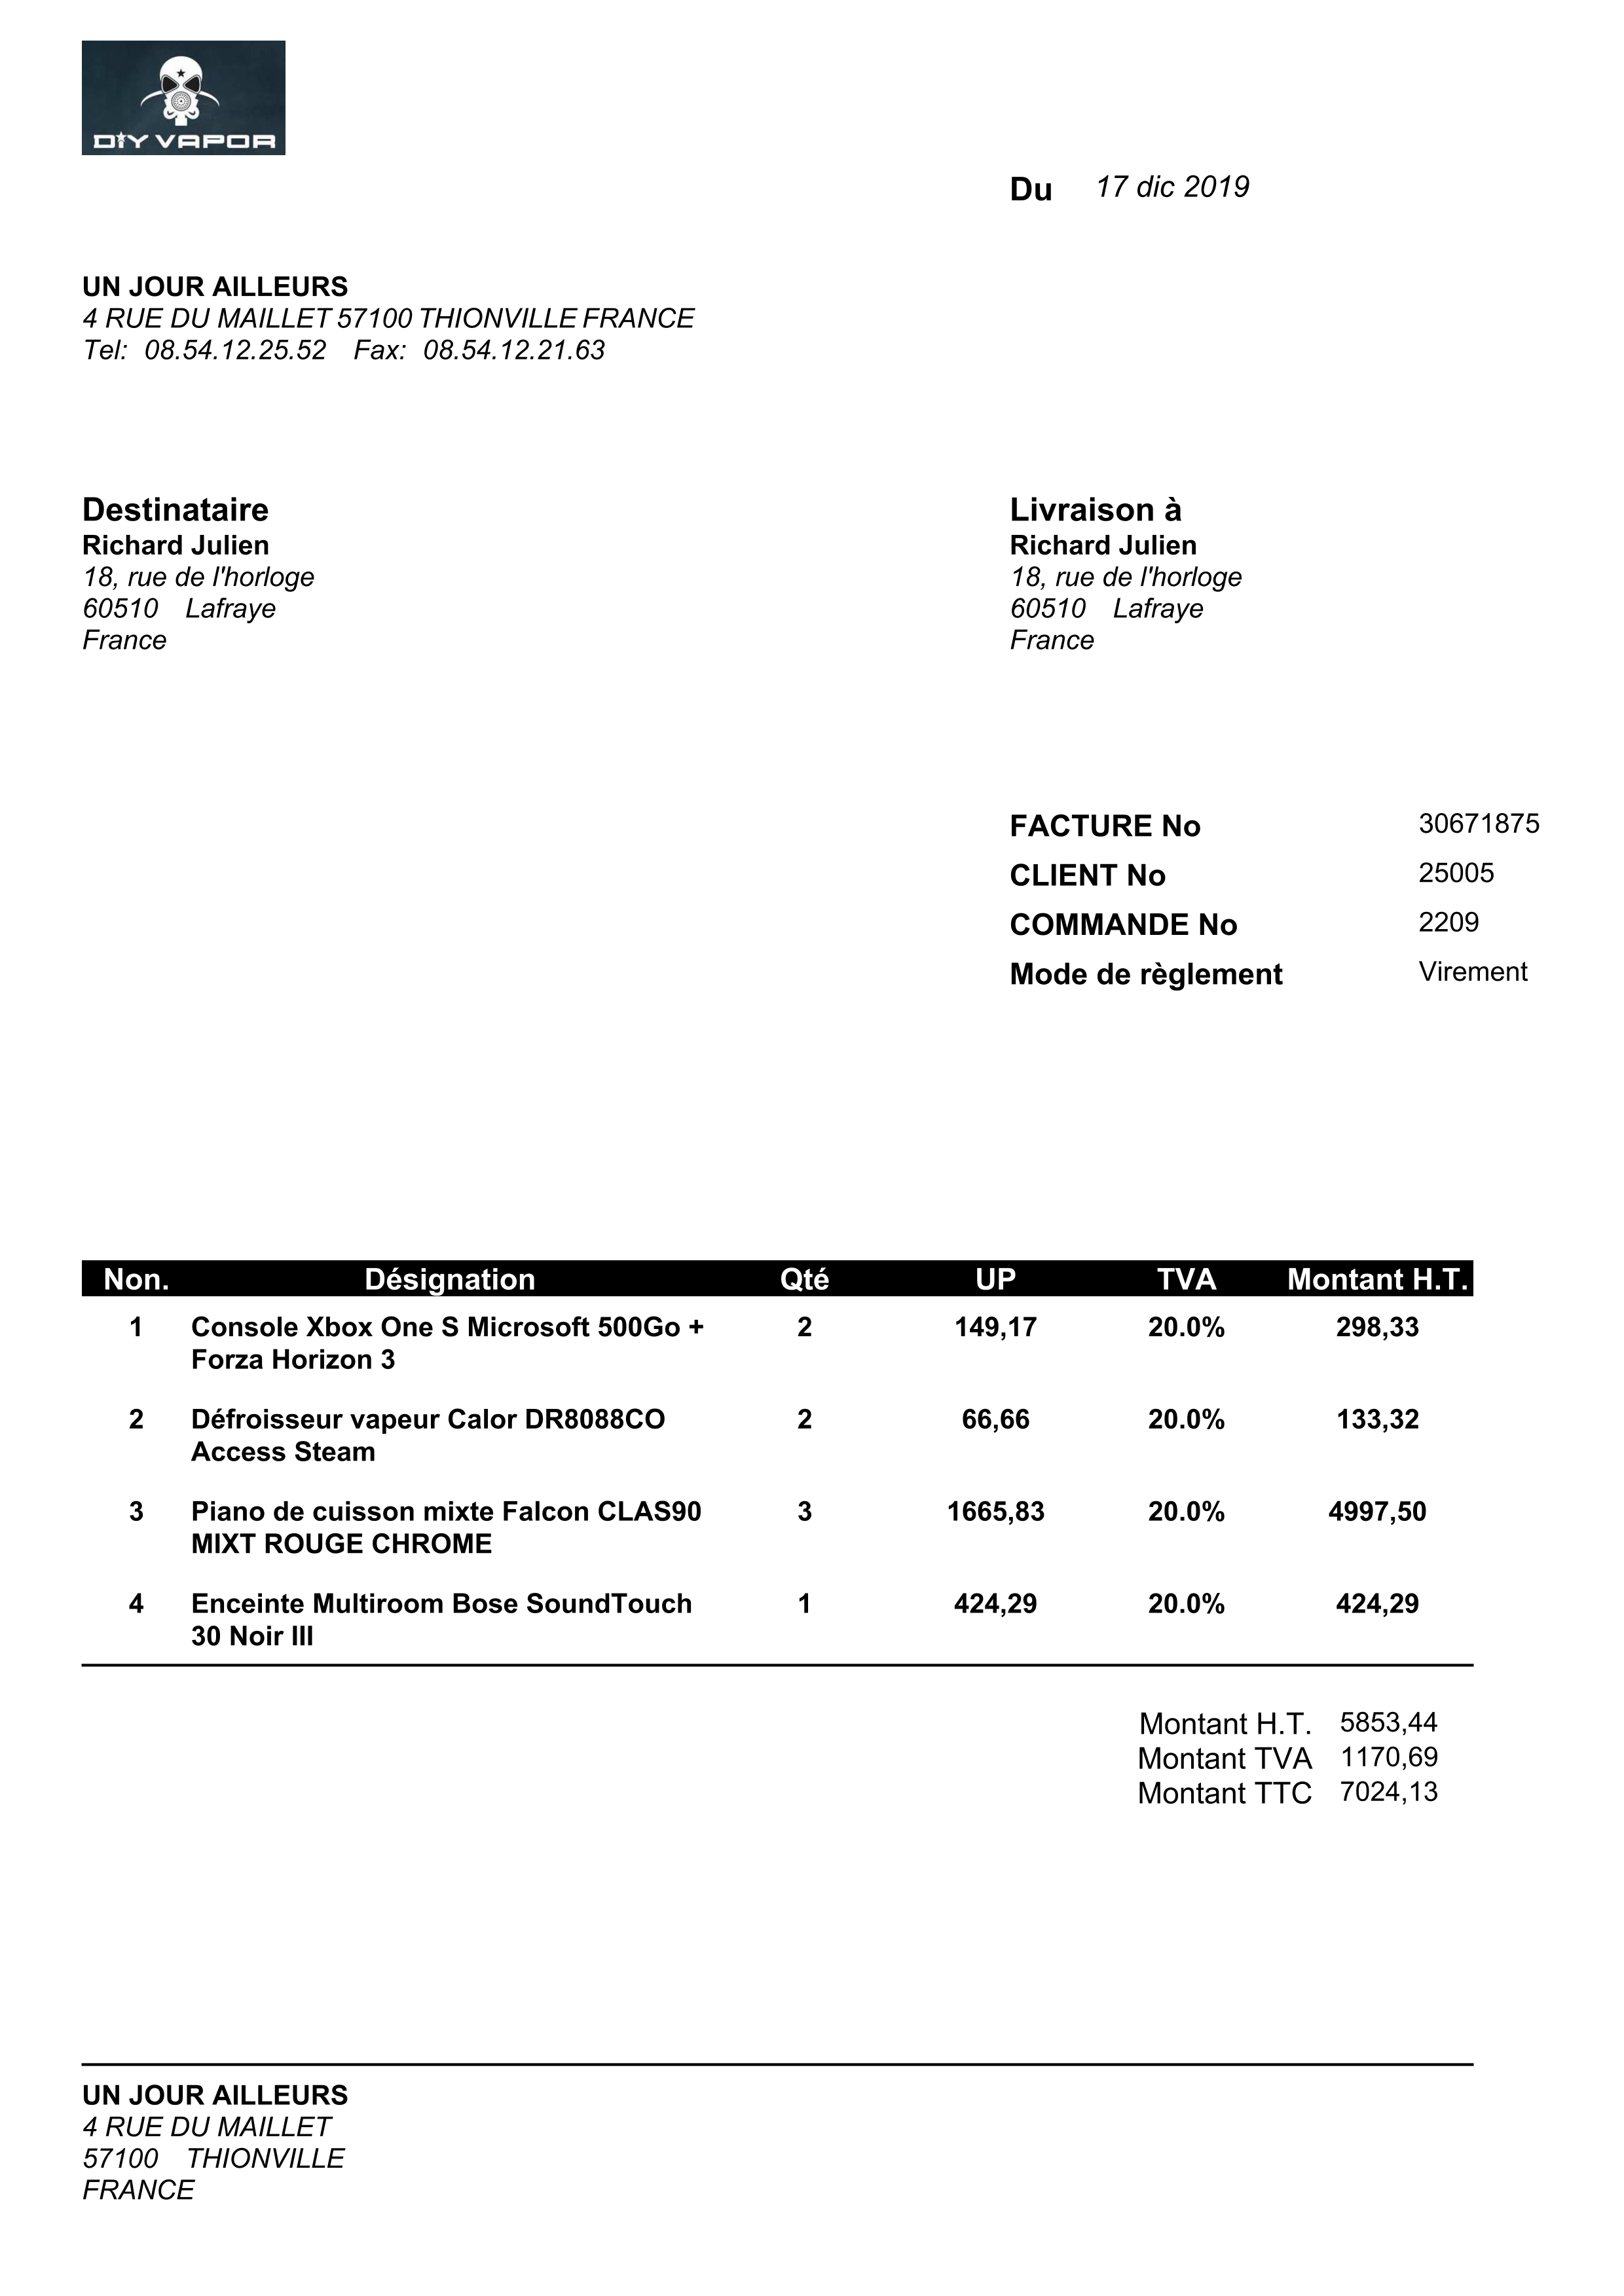 DIY VAPOR
Du 17 dic 2019
UN JOUR AILLEURS
4 RUE DU MAILLET 57100 THIONVILLE FRANCE
Tel: 08.54.12.25.52 Fax: 08.54.12.21.63
Destinataire
Richard Julien
18, rue de l'horloge
60510 Lafraye
France
Livraison à
Richard Julien
18, rue de l'horloge
60510 Lafraye
France
FACTURE No 30671875
CLIENT No 25005
COMMANDE No 2209
Mode de règlement Virement
Non. Désignation Qté UP TVA Montant H.T.
1 Console Xbox One S Microsoft 500Go + 2 149,17 20.0% 298,33
Forza Horizon 3
2 Défroisseur vapeur Calor DR8088CO 2 66,66 20.0% 133,32
Access Steam
3 Piano de cuisson mixte Falcon CLAS90 3 1665,83 20.0% 4997,50
MIXT ROUGE CHROME
4 Enceinte Multiroom Bose SoundTouch 1 424,29 20.0% 424,29
30 Noir III
Montant H.T. 5853,44
Montant TVA 1170,69
Montant TTC 7024,13
UN JOUR AILLEURS
4 RUE DU MAILLET
57100 THIONVILLE
FRANCE